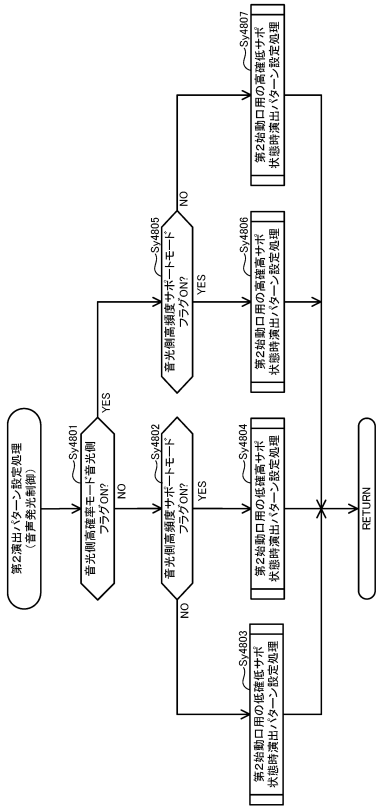 第2演出パターン設定処理
(音声発光制御)
Sy4801
音光側高確率モード音光側
フラグON?
YES
NO
Sy4802
音光側高頻度サポートモード
フラグON?
NO
YES
Sy4805
音光側高頻度サポートモード
フラグON?
NO
YES
Sy4803
第2始動口用の低確低サポ
状態時演出パターン設定処理
Sy4804
第2始動口用の低確高サポ
状態時演出パターン設定処理
Sy4806
第2始動口用の高確高サポ
状態時演出パターン設定処理
Sy4807
第2始動口用の高確低サポ
状態時演出パターン設定処理
RETURN